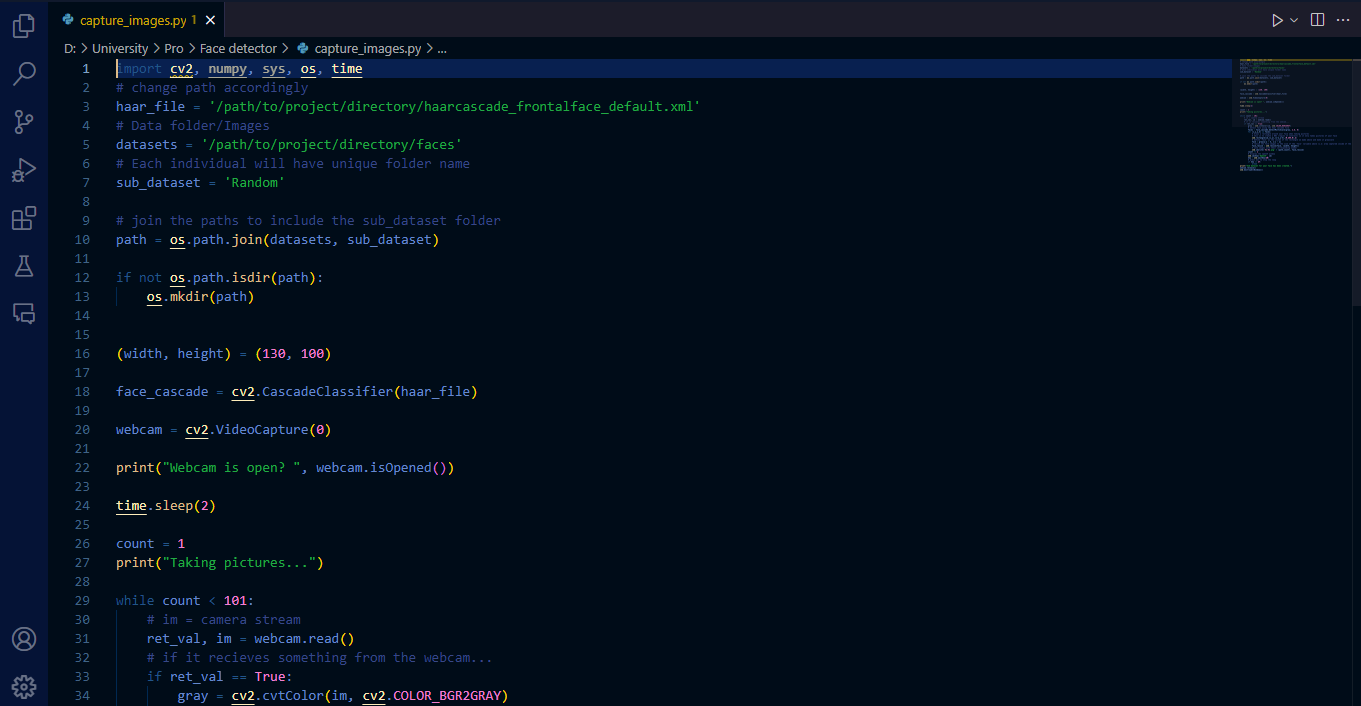 capture_images.py 1
D: > University > Pro > Face detector > capture_images.py > ...
1 import cv2, numpy, sys, os, time
2 # change path accordingly
3 haar_file = '/path/to/project/directory/haarcascade_frontalface_default.xml'
4 # Data folder/Images
5 datasets = '/path/to/project/directory/faces'
6 # Each individual will have unique folder name
7 sub_dataset = 'Random'
8
9 # join the paths to include the sub_dataset folder
10 path = os.path.join(datasets, sub_dataset)
11
12 if not os.path.isdir(path):
13     os.mkdir(path)
14
15
16 (width, height) = (130, 100)
17
18 face_cascade = cv2.CascadeClassifier(haar_file)
19
20 webcam = cv2.VideoCapture(0)
21
22 print("Webcam is open? ", webcam.isOpened())
23
24 time.sleep(2)
25
26 count = 1
27 print("Taking pictures...")
28
29 while count < 101:
30     # im = camera stream
31     ret_val, im = webcam.read()
32     # if it recieves something from the webcam...
33     if ret_val == True:
34         gray = cv2.cvtColor(im, cv2.COLOR_BGR2GRAY)